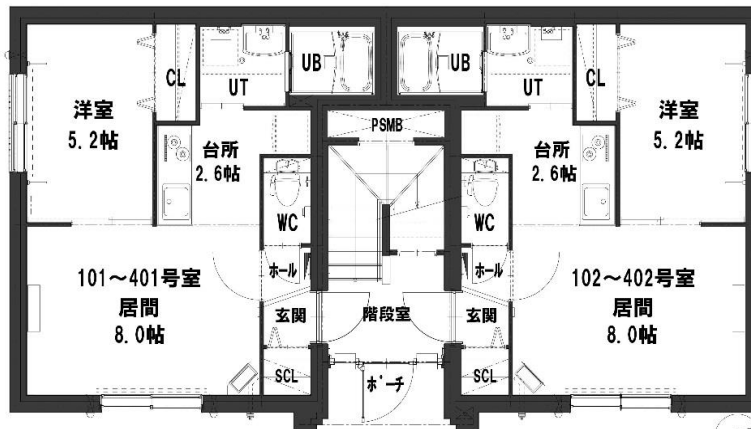 CL
UT
UB
UB
UT
CL
洋室
5.2帖
台所
2.6帖
PSMB
台所
2.6帖
洋室
5.2帖
WC
WC
ホール
ホール
101～401号室
居間
8.0帖
102～402号室
居間
8.0帖
玄関
階段室
玄関
SCL
ポーチ
SCL